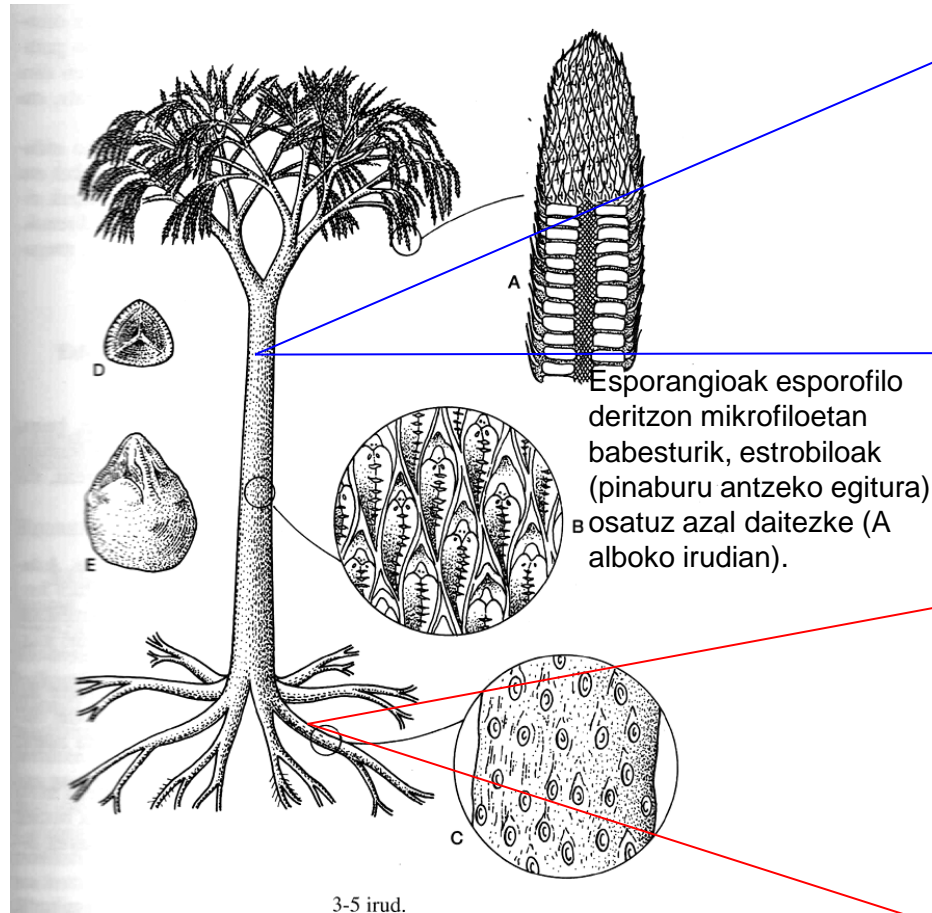 A
D
Esporangioak esporofilo
deritzon mikrofiloetan
babesturik, estrobiloak
(pinaburu antzeko egitura)
B osatuz azal daitezke (A
alboko irudian).
E
C
3-5 irud.